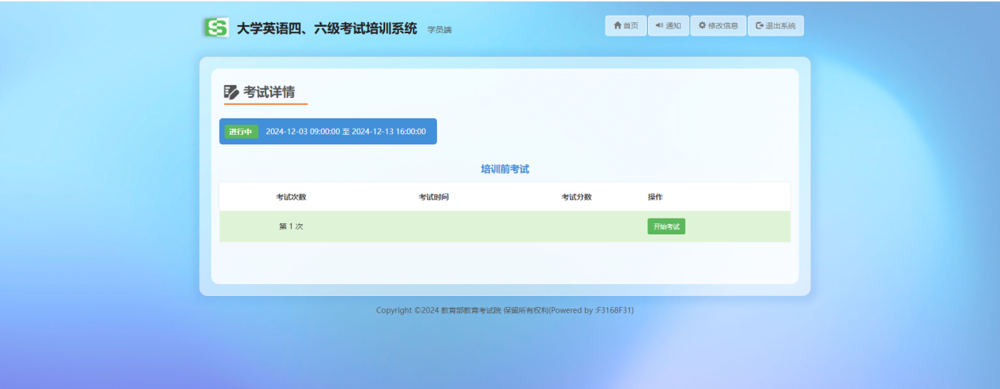 大学英语四、六级考试培训系统 学员端
首页 通知 修改信息 退出系统
考试详情
进行中 2024-12-03 09:00:00 至 2024-12-13 16:00:00
培训前考试
考试次数 考试时间 考试分数 操作
第 1 次 开始考试
Copyright ©2024 教育部教育考试院 保留所有权利(Powered by :F3168F31)